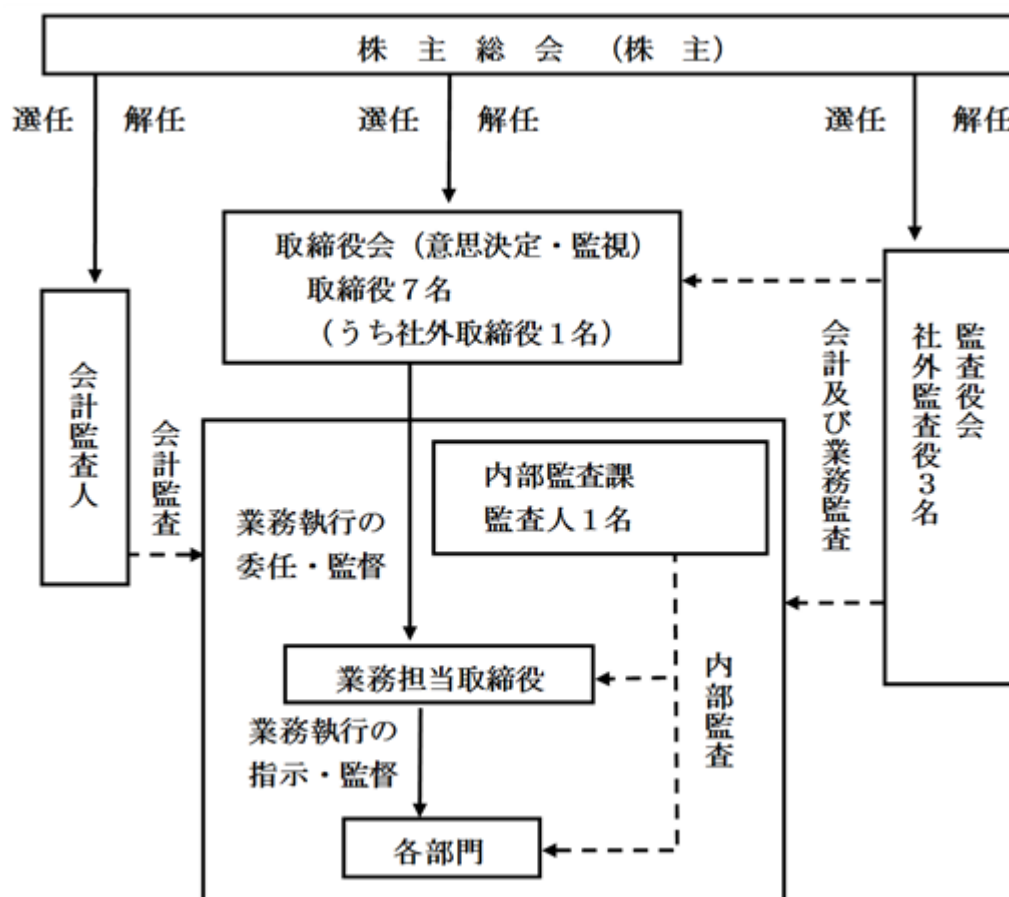 株 主 総 会 （株 主）
選任 解任
選任 解任
選任 解任
取締役会（意思決定・監視）
取締役７名
（うち社外取締役１名）
会計監査人
会計監査
監査役会
社外監査役３名
会計及び業務監査
内部監査課
監査人１名
業務執行の
委任・監督
業務担当取締役
内部監査
業務執行の
指示・監督
各部門